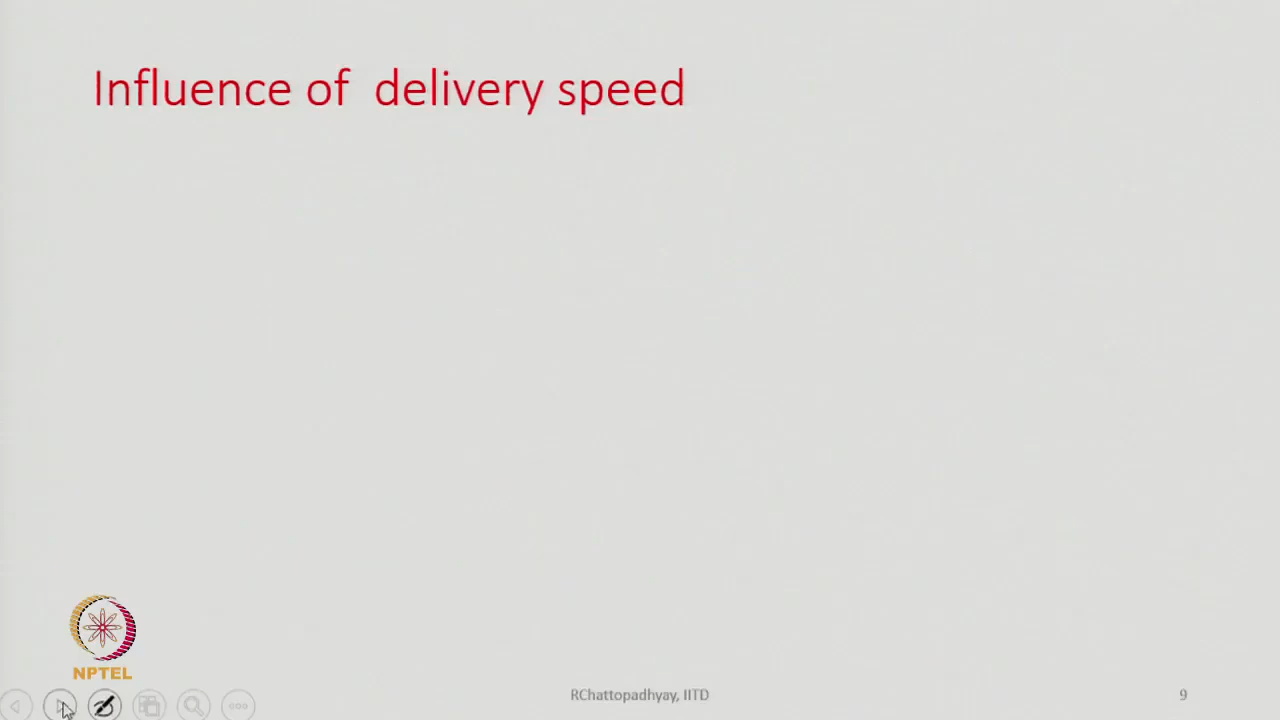 Influence of delivery speed
NPTEL
RChattopadhyay, IITD
9